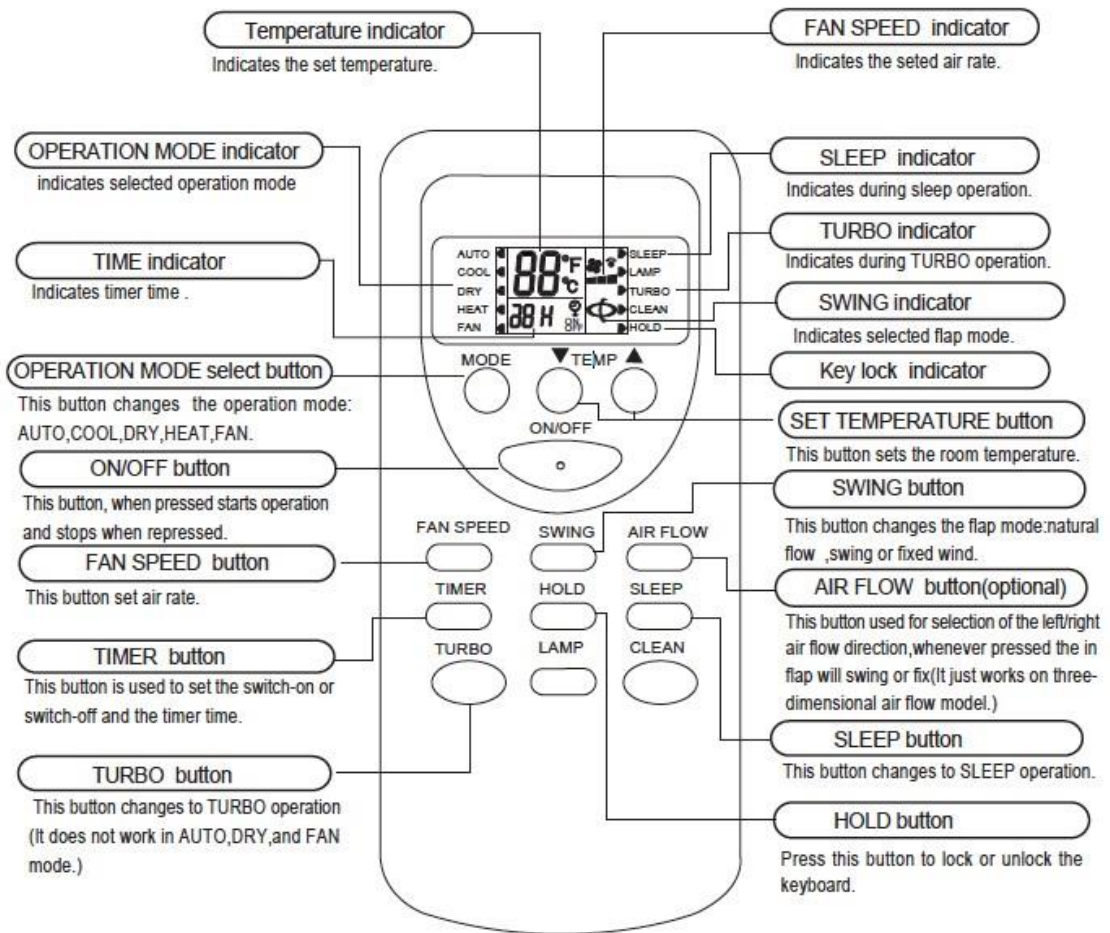 Temperature indicator
Indicates the set temperature.
FAN SPEED indicator
Indicates the seted air rate.
OPERATION MODE indicator
indicates selected operation mode
TIME indicator
Indicates timer time .
OPERATION MODE select button
This button changes the operation mode:
AUTO,COOL,DRY,HEAT,FAN.
ON/OFF button
This button, when pressed starts operation
and stops when repressed.
FAN SPEED button
This button set air rate.
TIMER button
This button is used to set the switch-on or
switch-off and the timer time.
TURBO button
This button changes to TURBO operation
(It does not work in AUTO,DRY,and FAN
mode.)
AUTO
COOL
DRY
HEAT
FAN
88°F
°C
88 H
ON
SLEEP
LAMP
TURBO
CLEAN
HOLD
MODE
▼ TEMP ▲
ON/OFF
FAN SPEED SWING AIR FLOW
TIMER HOLD SLEEP
TURBO LAMP CLEAN
SLEEP indicator
Indicates during sleep operation.
TURBO indicator
Indicates during TURBO operation.
SWING indicator
Indicates selected flap mode.
Key lock indicator
SET TEMPERATURE button
This button sets the room temperature.
SWING button
This button changes the flap mode:natural
flow ,swing or fixed wind.
AIR FLOW button(optional)
This button used for selection of the left/right
air flow direction,whenever pressed the in
flap will swing or fix(It just works on three-
dimensional air flow model.)
SLEEP button
This button changes to SLEEP operation.
HOLD button
Press this button to lock or unlock the
keyboard.